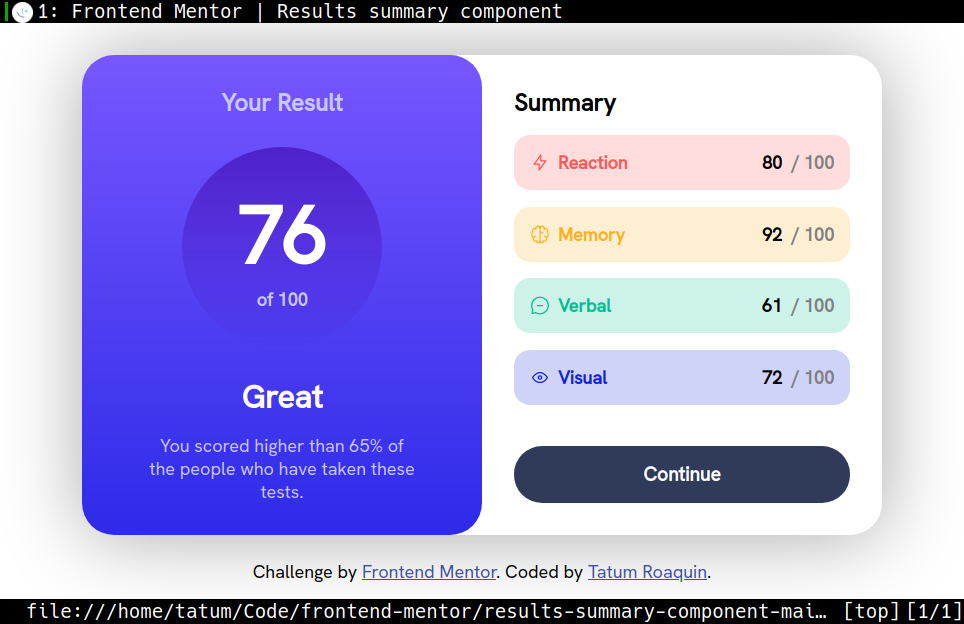 1: Frontend Mentor | Results summary component
Your Result
76
of 100
Great
You scored higher than 65% of
the people who have taken these
tests.
Summary
Reaction 80 / 100
Memory 92 / 100
Verbal 61 / 100
Visual 72 / 100
Continue
Challenge by Frontend Mentor. Coded by Tatum Roaquin.
file:///home/tatum/Code/frontend-mentor/results-summary-component-mai… [top] [1/1]